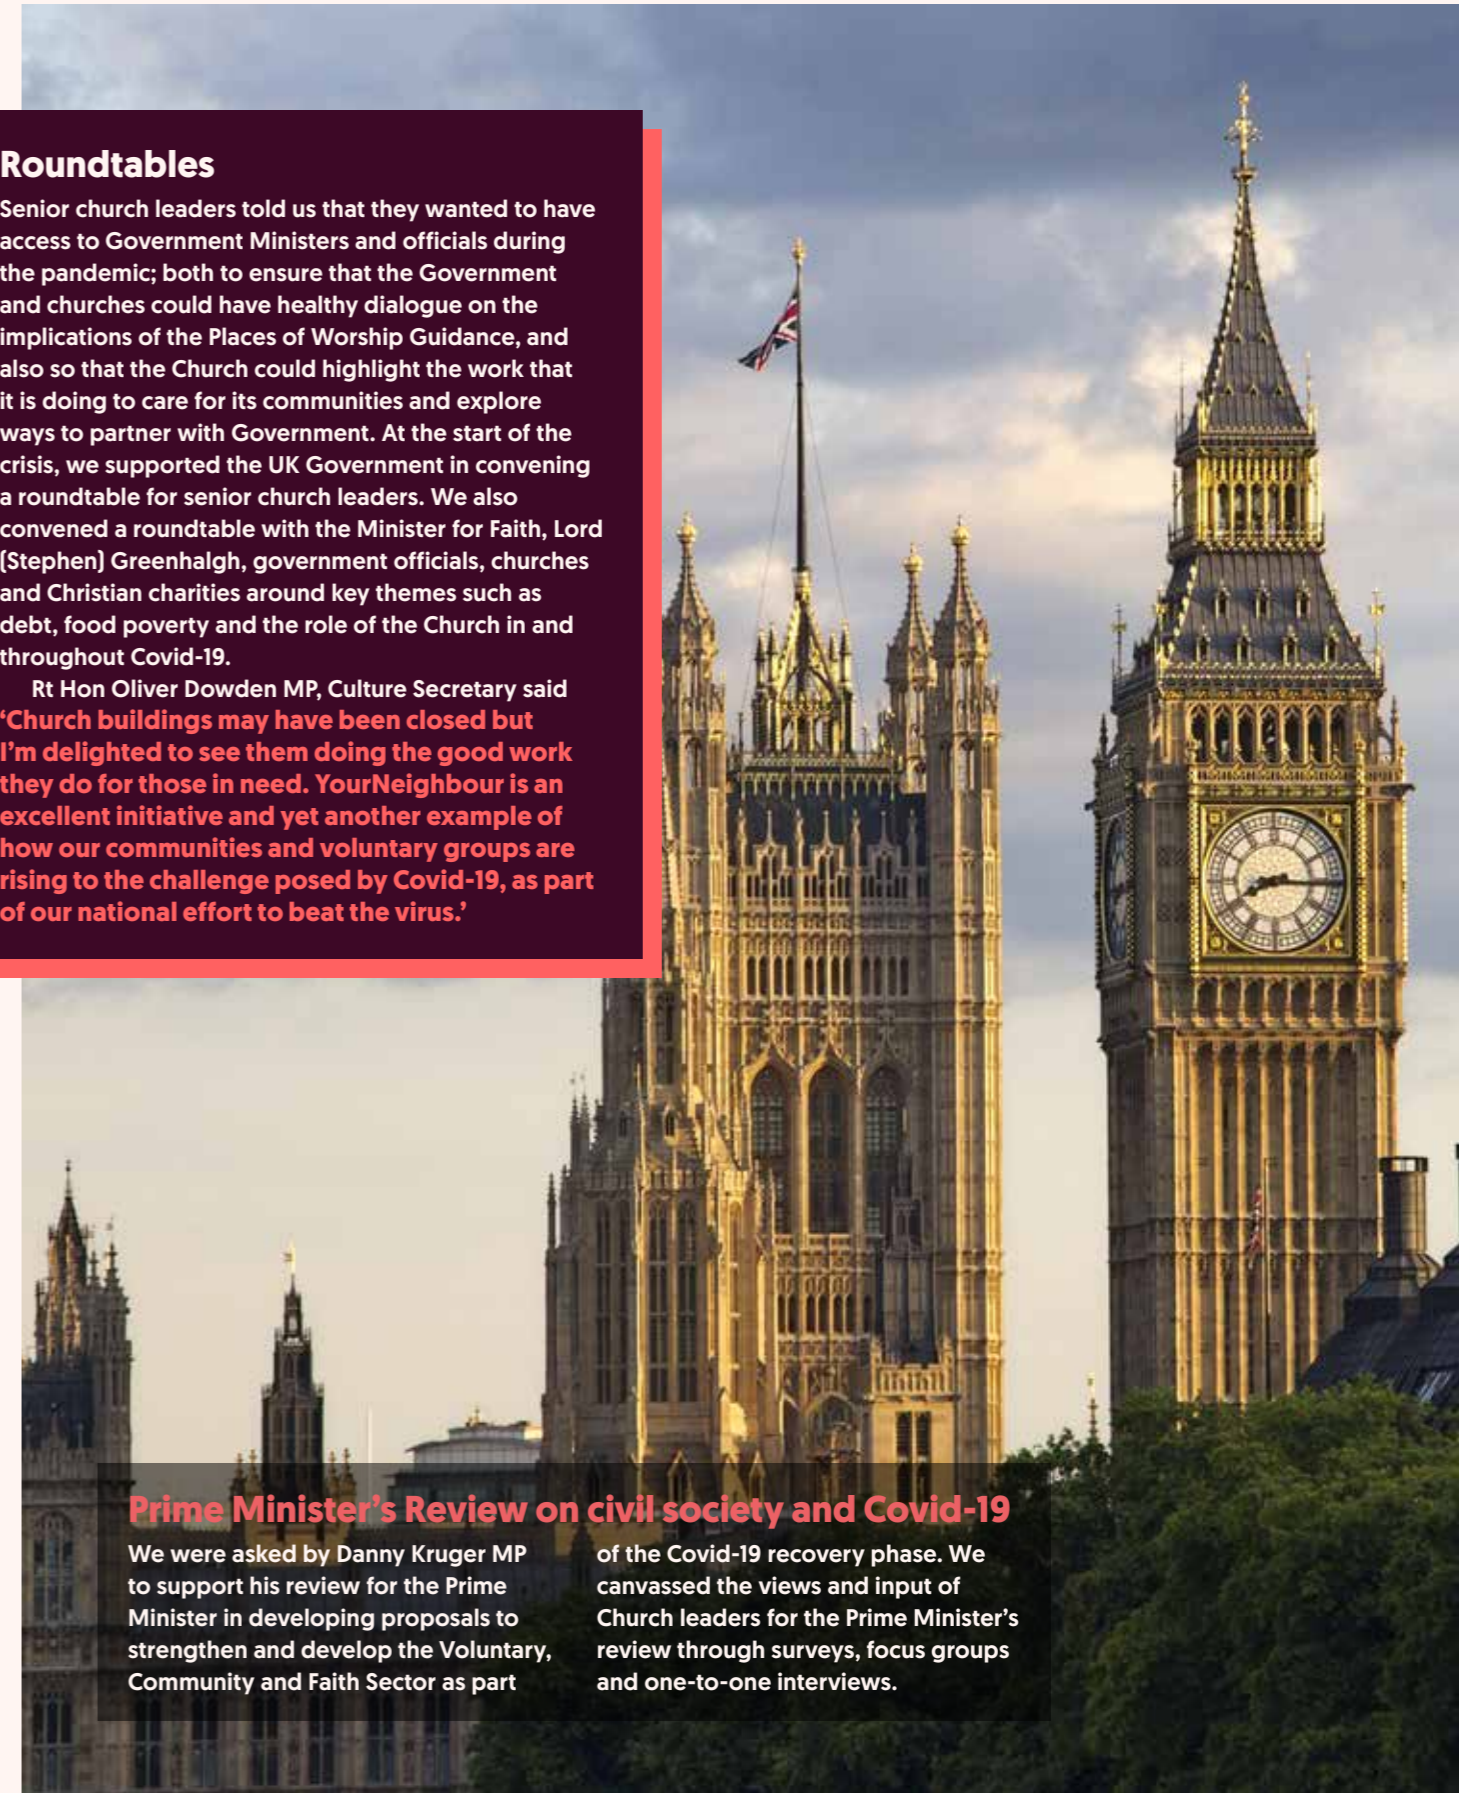 Roundtables
Senior church leaders told us that they wanted to have
access to Government Ministers and officials during
the pandemic; both to ensure that the Government
and churches could have healthy dialogue on the
implications of the Places of Worship Guidance, and
also so that the Church could highlight the work that
it is doing to care for its communities and explore
ways to partner with Government. At the start of the
crisis, we supported the UK Government in convening
a roundtable for senior church leaders. We also
convened a roundtable with the Minister for Faith, Lord
(Stephen) Greenhalgh, government officials, churches
and Christian charities around key themes such as
debt, food poverty and the role of the Church in and
throughout Covid-19.
Rt Hon Oliver Dowden MP, Culture Secretary said
‘Church buildings may have been closed but
I’m delighted to see them doing the good work
they do for those in need. YourNeighbour is an
excellent initiative and yet another example of
how our communities and voluntary groups are
rising to the challenge posed by Covid-19, as part
of our national effort to beat the virus.’
Prime Minister’s Review on civil society and Covid-19
We were asked by Danny Kruger MP
to support his review for the Prime
Minister in developing proposals to
strengthen and develop the Voluntary,
Community and Faith Sector as part
of the Covid-19 recovery phase. We
canvassed the views and input of
Church leaders for the Prime Minister’s
review through surveys, focus groups
and one-to-one interviews.